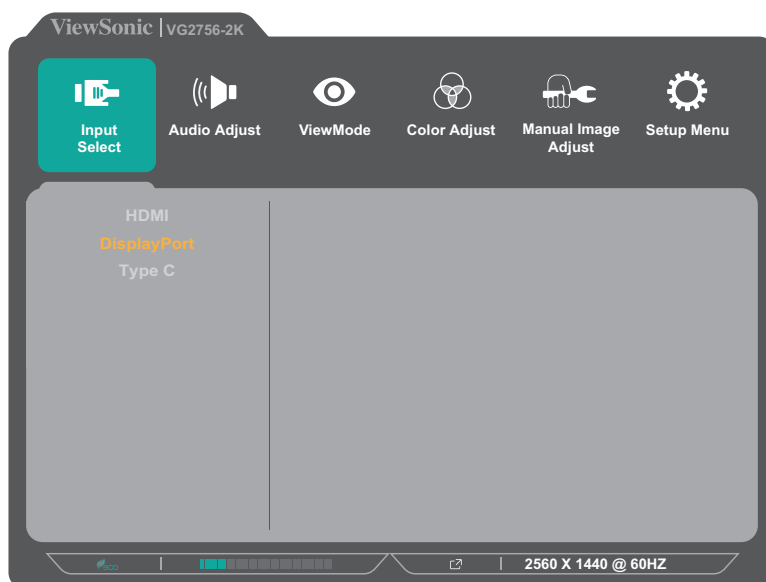 ViewSonic | VG2756-2K
Input Select
Audio Adjust
ViewMode
Color Adjust
Manual Image Adjust
Setup Menu
HDMI
DisplayPort
Type C
eco
2560 X 1440 @ 60HZ